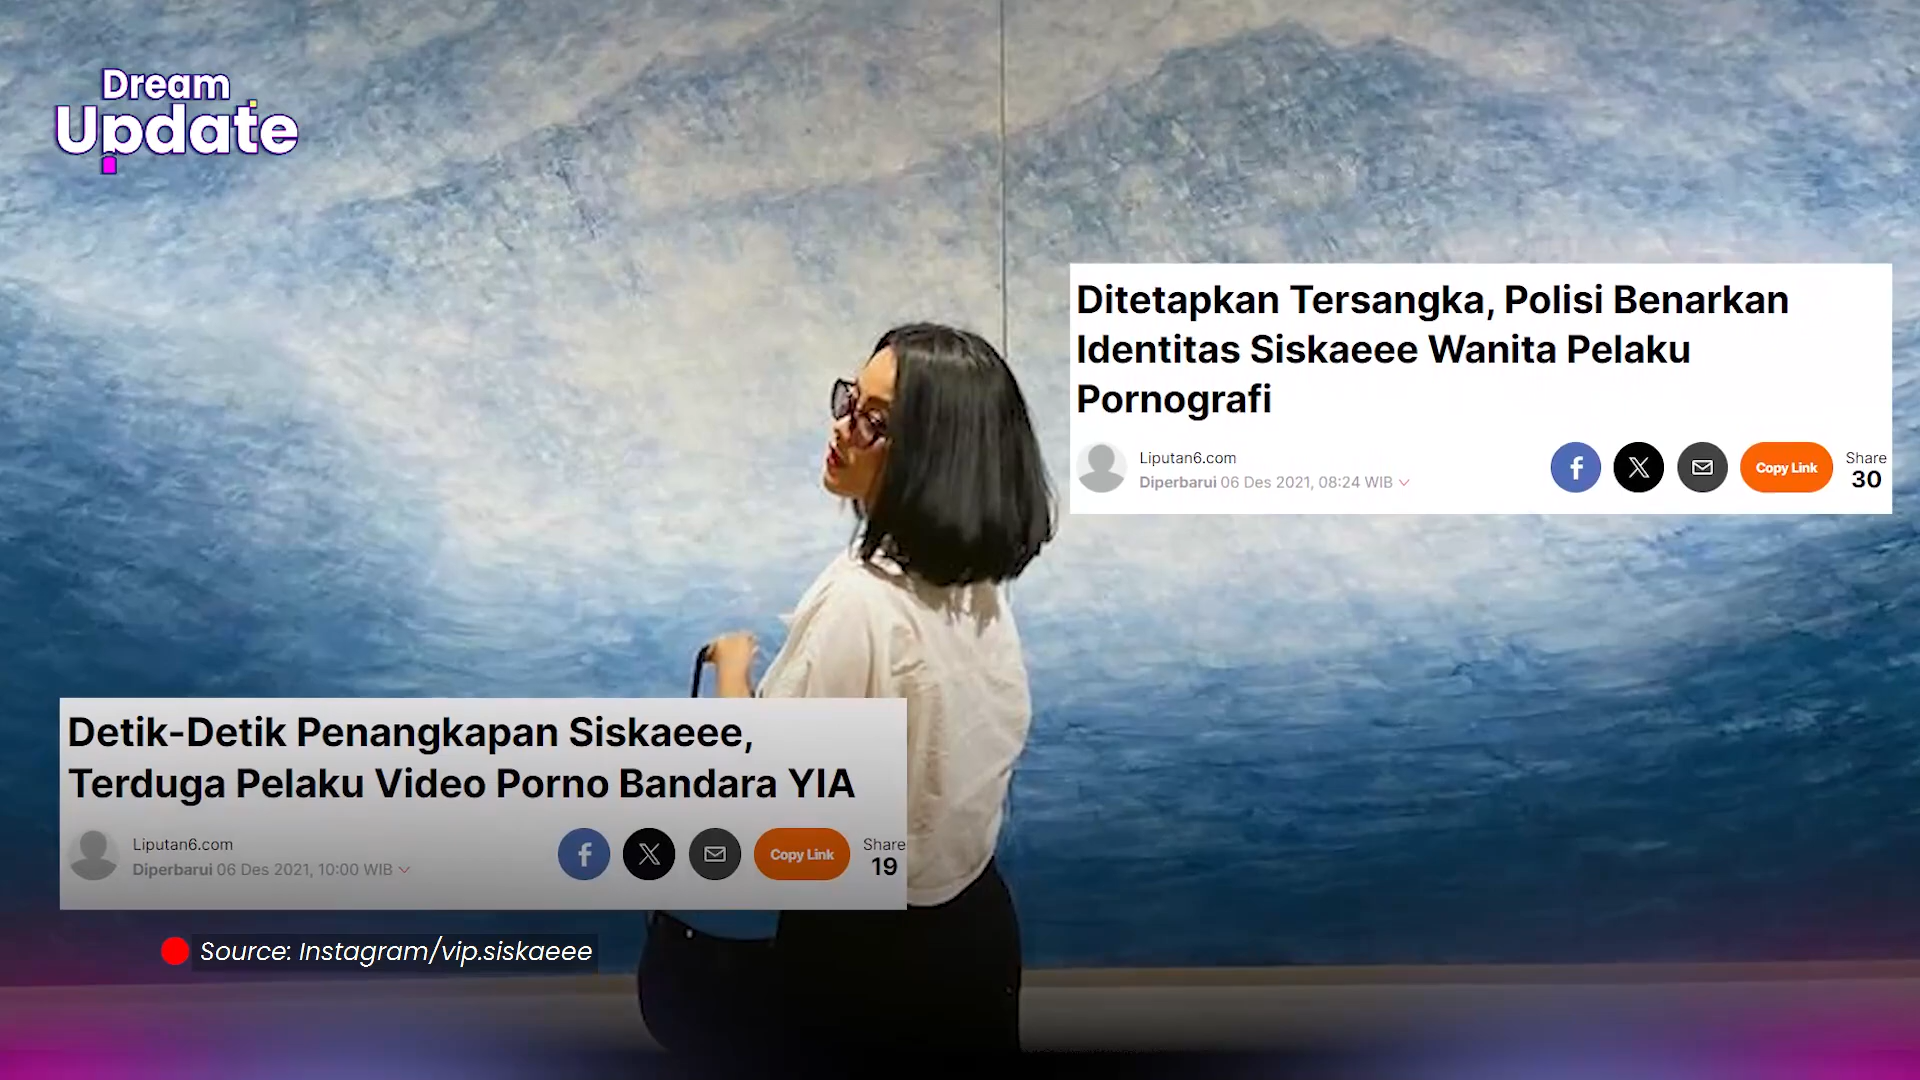 Dream
Update
Ditetapkan Tersangka, Polisi Benarkan
Identitas Siskaeee Wanita Pelaku
Pornografi
Liputan6.com
Diperbarui 06 Des 2021, 08:24 WIB
Copy Link
Share
30
Detik-Detik Penangkapan Siskaeee,
Terduga Pelaku Video Porno Bandara YIA
Liputan6.com
Diperbarui 06 Des 2021, 10:00 WIB
Copy Link
Share
19
Source: Instagram/vip.siskaeee